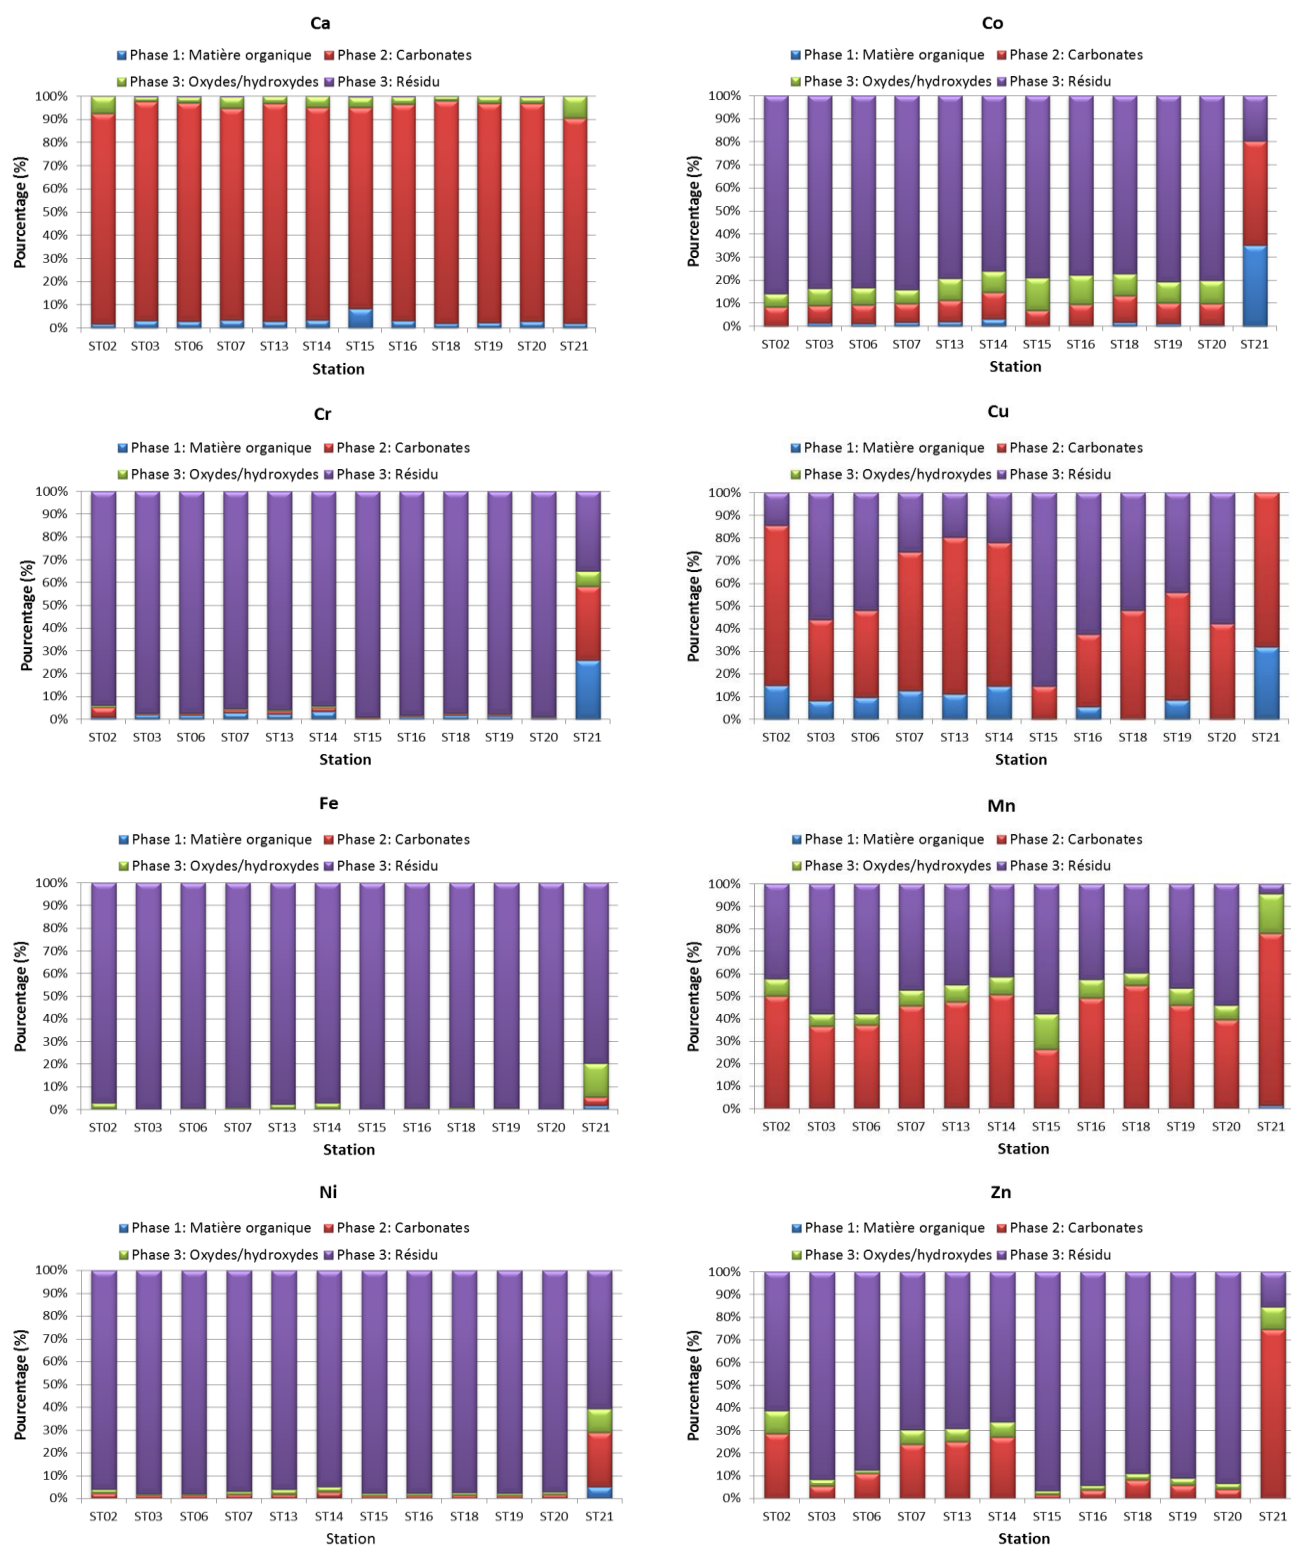 Ca
Phase 1: Matière organique Phase 2: Carbonates
Phase 3: Oxydes/hydroxydes Phase 3: Résidu
Pourcentage (%)
100%
90%
80%
70%
60%
50%
40%
30%
20%
10%
0%
ST02 ST03 ST06 ST07 ST13 ST14 ST15 ST16 ST18 ST19 ST20 ST21
Station
Co
Phase 1: Matière organique Phase 2: Carbonates
Phase 3: Oxydes/hydroxydes Phase 3: Résidu
Pourcentage (%)
100%
90%
80%
70%
60%
50%
40%
30%
20%
10%
0%
ST02 ST03 ST06 ST07 ST13 ST14 ST15 ST16 ST18 ST19 ST20 ST21
Station
Cr
Phase 1: Matière organique Phase 2: Carbonates
Phase 3: Oxydes/hydroxydes Phase 3: Résidu
Pourcentage (%)
100%
90%
80%
70%
60%
50%
40%
30%
20%
10%
0%
ST02 ST03 ST06 ST07 ST13 ST14 ST15 ST16 ST18 ST19 ST20 ST21
Station
Cu
Phase 1: Matière organique Phase 2: Carbonates
Phase 3: Oxydes/hydroxydes Phase 3: Résidu
Pourcentage (%)
100%
90%
80%
70%
60%
50%
40%
30%
20%
10%
0%
ST02 ST03 ST06 ST07 ST13 ST14 ST15 ST16 ST18 ST19 ST20 ST21
Station
Fe
Phase 1: Matière organique Phase 2: Carbonates
Phase 3: Oxydes/hydroxydes Phase 3: Résidu
Pourcentage (%)
100%
90%
80%
70%
60%
50%
40%
30%
20%
10%
0%
ST02 ST03 ST06 ST07 ST13 ST14 ST15 ST16 ST18 ST19 ST20 ST21
Station
Mn
Phase 1: Matière organique Phase 2: Carbonates
Phase 3: Oxydes/hydroxydes Phase 3: Résidu
Pourcentage (%)
100%
90%
80%
70%
60%
50%
40%
30%
20%
10%
0%
ST02 ST03 ST06 ST07 ST13 ST14 ST15 ST16 ST18 ST19 ST20 ST21
Station
Ni
Phase 1: Matière organique Phase 2: Carbonates
Phase 3: Oxydes/hydroxydes Phase 3: Résidu
Pourcentage (%)
100%
90%
80%
70%
60%
50%
40%
30%
20%
10%
0%
ST02 ST03 ST06 ST07 ST13 ST14 ST15 ST16 ST18 ST19 ST20 ST21
Station
Zn
Phase 1: Matière organique Phase 2: Carbonates
Phase 3: Oxydes/hydroxydes Phase 3: Résidu
Pourcentage (%)
100%
90%
80%
70%
60%
50%
40%
30%
20%
10%
0%
ST02 ST03 ST06 ST07 ST13 ST14 ST15 ST16 ST18 ST19 ST20 ST21
Station